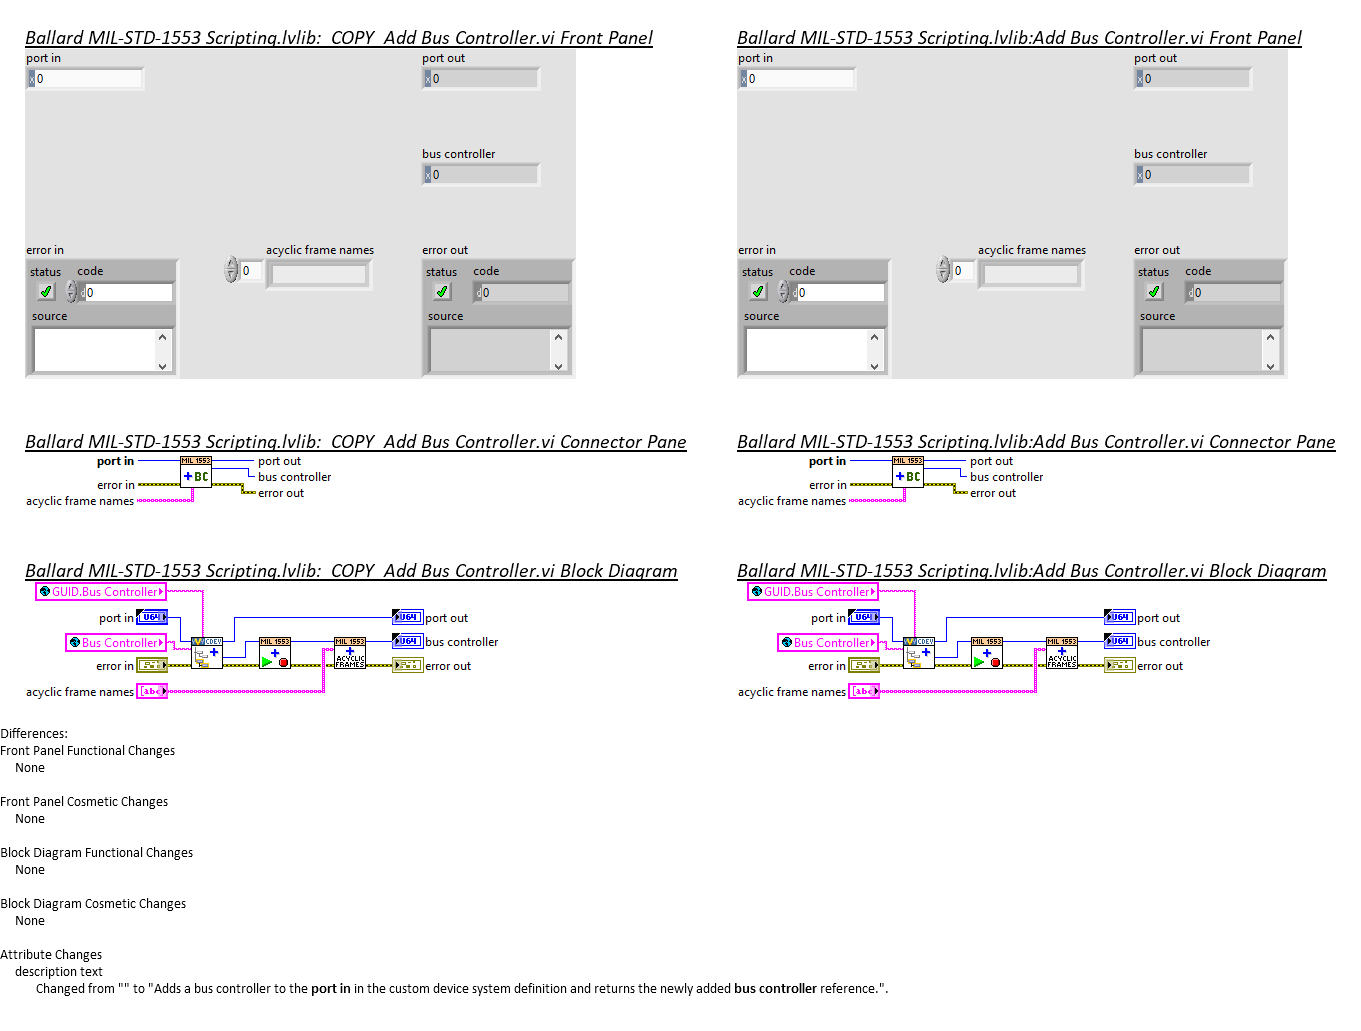 Ballard MIL-STD-1553 Scripting.lvlib:_COPY_Add Bus Controller.vi Front Panel
port in
x 0
port out
x 0
bus controller
x 0
error in
status
code
d 0
source
0
acyclic frame names
error out
status
code
d 0
source
Ballard MIL-STD-1553 Scripting.lvlib:Add Bus Controller.vi Front Panel
port in
x 0
port out
x 0
bus controller
x 0
error in
status
code
d 0
source
0
acyclic frame names
error out
status
code
d 0
source
Ballard MIL-STD-1553 Scripting.lvlib:_COPY_Add Bus Controller.vi Connector Pane
port in
error in
acyclic frame names
MIL 1553
+BC
port out
bus controller
error out
Ballard MIL-STD-1553 Scripting.lvlib:Add Bus Controller.vi Connector Pane
port in
error in
acyclic frame names
MIL 1553
+BC
port out
bus controller
error out
Ballard MIL-STD-1553 Scripting.lvlib:_COPY_Add Bus Controller.vi Block Diagram
GUID.Bus Controller
port in
U64
Bus Controller
error in
acyclic frame names
[abc
CDEV
MIL 1553
MIL 1553
ACYCLIC
FRAMES
U64
port out
U64
bus controller
error out
Ballard MIL-STD-1553 Scripting.lvlib:Add Bus Controller.vi Block Diagram
GUID.Bus Controller
port in
U64
Bus Controller
error in
acyclic frame names
[abc
CDEV
MIL 1553
MIL 1553
ACYCLIC
FRAMES
U64
port out
U64
bus controller
error out
Differences:
Front Panel Functional Changes
None
Front Panel Cosmetic Changes
None
Block Diagram Functional Changes
None
Block Diagram Cosmetic Changes
None
Attribute Changes
description text
Changed from "" to "Adds a bus controller to the port in in the custom device system definition and returns the newly added bus controller reference.".